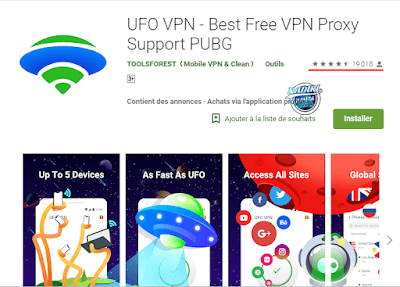 UFO VPN - Best Free VPN Proxy
Support PUBG
TOOLSFOREST ( Mobile VPN & Clean ) Outils
19 018
3+
Contient des annonces · Achats via l'application
Ajouter à la liste de souhaits
Installer
Up To 5 Devices
As Fast As UFO
Access All Sites
Global
UFO VPN